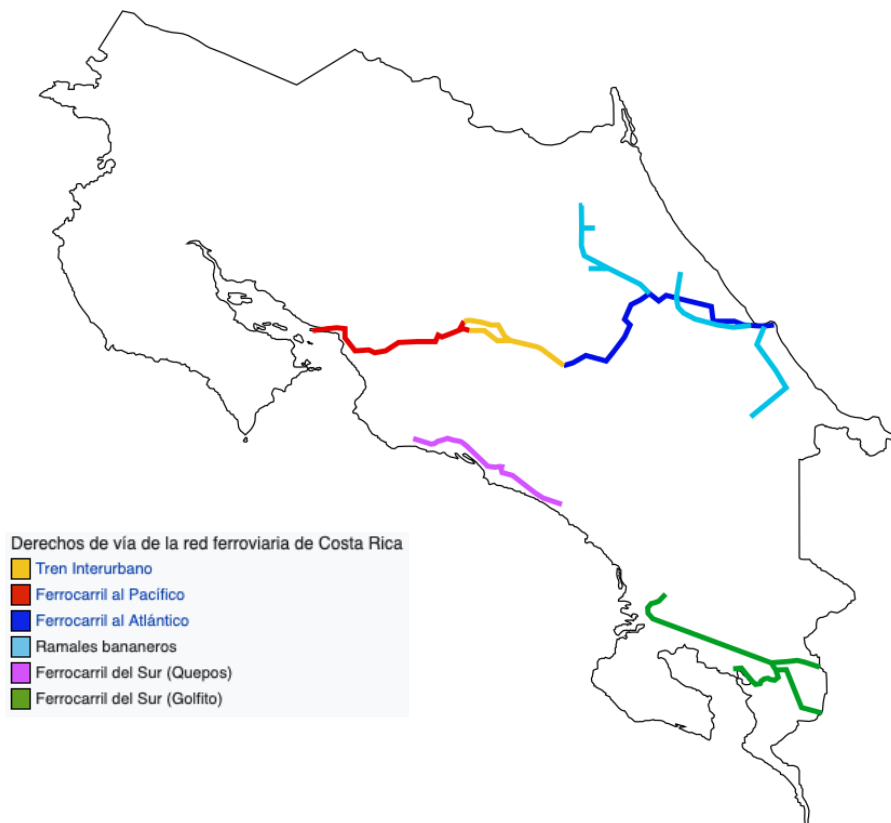 Derechos de vía de la red ferroviaria de Costa Rica
Tren Interurbano
Ferrocarril al Pacífico
Ferrocarril al Atlántico
Ramales bananeros
Ferrocarril del Sur (Quepos)
Ferrocarril del Sur (Golfito)